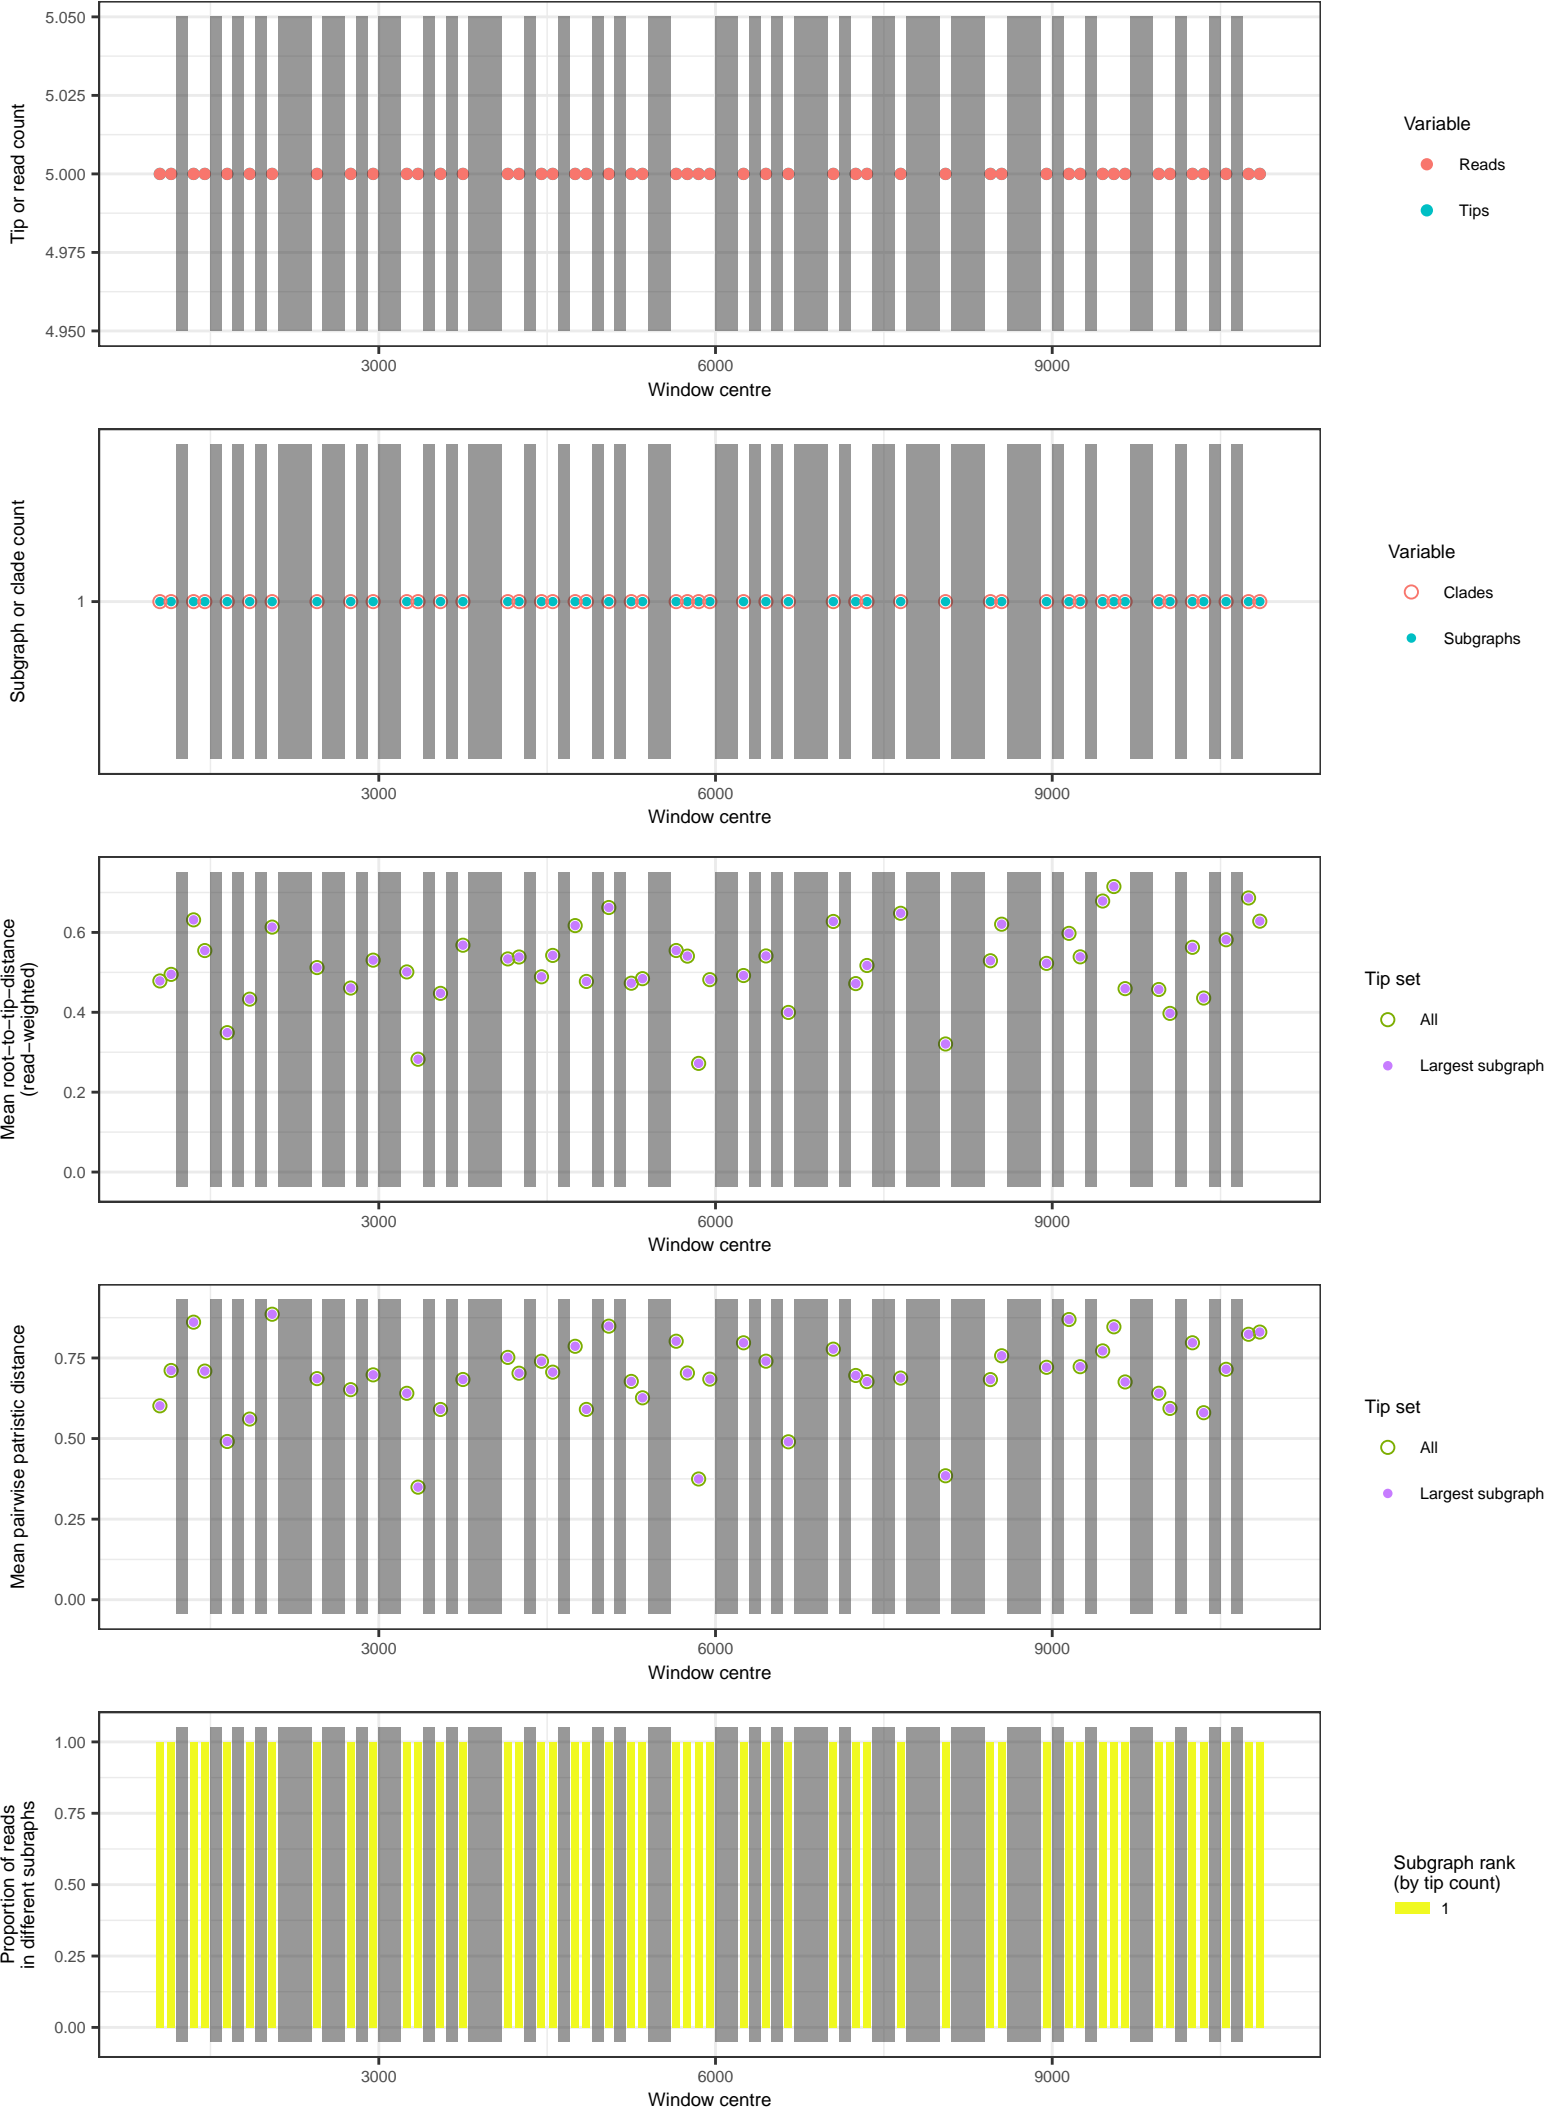 5.050
5.025
5.000
4.975
4.950
Tip or read count
3000
6000
9000
Window centre
Variable
Reads
Tips
1
Subgraph or clade count
3000
6000
9000
Window centre
Variable
Clades
Subgraphs
0.6
0.4
0.2
0.0
Mean root−to−tip−distance
(read−weighted)
3000
6000
9000
Window centre
Tip set
All
Largest subgraph
0.75
0.50
0.25
0.00
Mean pairwise patristic distance
3000
6000
9000
Window centre
Tip set
All
Largest subgraph
1.00
0.75
0.50
0.25
0.00
Proportion of reads
in different subraphs
3000
6000
9000
Window centre
Subgraph rank
(by tip count)
1